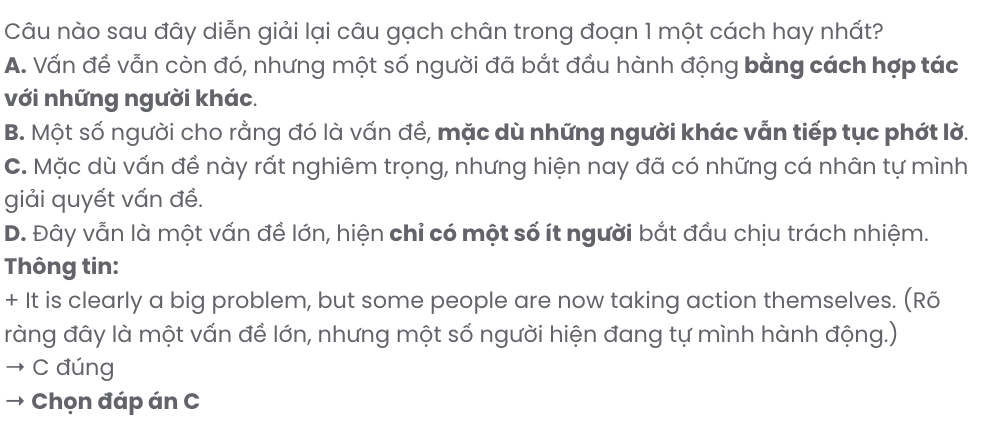 Câu nào sau đây diễn giải lại câu gạch chân trong đoạn 1 một cách hay nhất?
A. Vấn đề vẫn còn đó, nhưng một số người đã bắt đầu hành động bằng cách hợp tác
với những người khác.
B. Một số người cho rằng đó là vấn đề, mặc dù những người khác vẫn tiếp tục phớt lờ.
C. Mặc dù vấn đề này rất nghiêm trọng, nhưng hiện nay đã có những cá nhân tự mình
giải quyết vấn đề.
D. Đây vẫn là một vấn đề lớn, hiện chỉ có một số ít người bắt đầu chịu trách nhiệm.
Thông tin:
+ It is clearly a big problem, but some people are now taking action themselves. (Rõ
ràng đây là một vấn đề lớn, nhưng một số người hiện đang tự mình hành động.)
→ C đúng
→ Chọn đáp án C